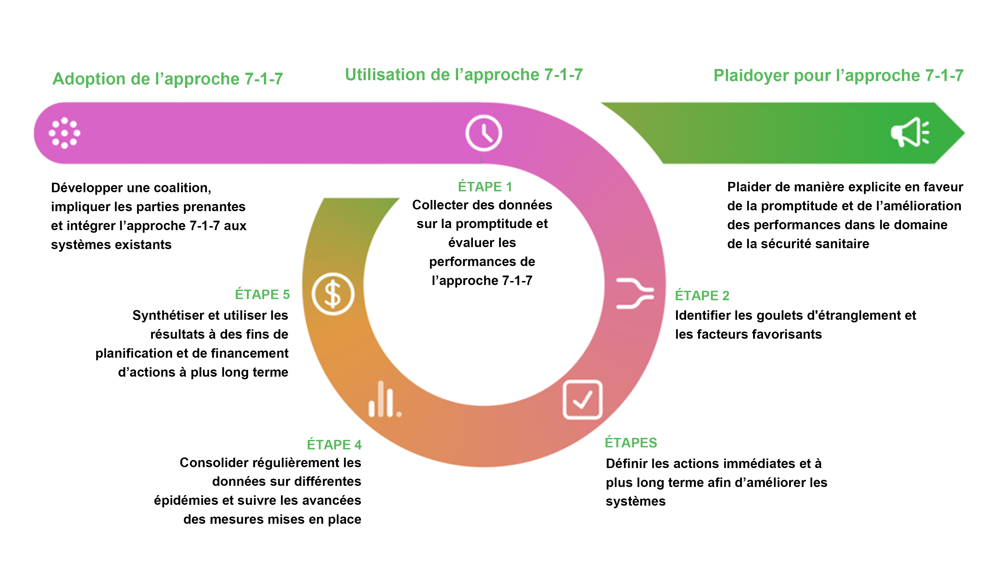 Adoption de l’approche 7-1-7
Utilisation de l’approche 7-1-7
Plaidoyer pour l’approche 7-1-7
Développer une coalition,
impliquer les parties prenantes
et intégrer l’approche 7-1-7 aux
systèmes existants
ÉTAPE 1
Collecter des données
sur la promptitude et
évaluer les
performances de
l’approche 7-1-7
Plaider de manière explicite en faveur
de la promptitude et de l’amélioration
des performances dans le domaine
de la sécurité sanitaire
ÉTAPE 2
Identifier les goulets d'étranglement et
les facteurs favorisants
ÉTAPES
Définir les actions immédiates et à
plus long terme afin d’améliorer les
systèmes
ÉTAPE 4
Consolider régulièrement les
données sur différentes
épidémies et suivre les avancées
des mesures mises en place
ÉTAPE 5
Synthétiser et utiliser les
résultats à des fins de
planification et de financement
d’actions à plus long terme